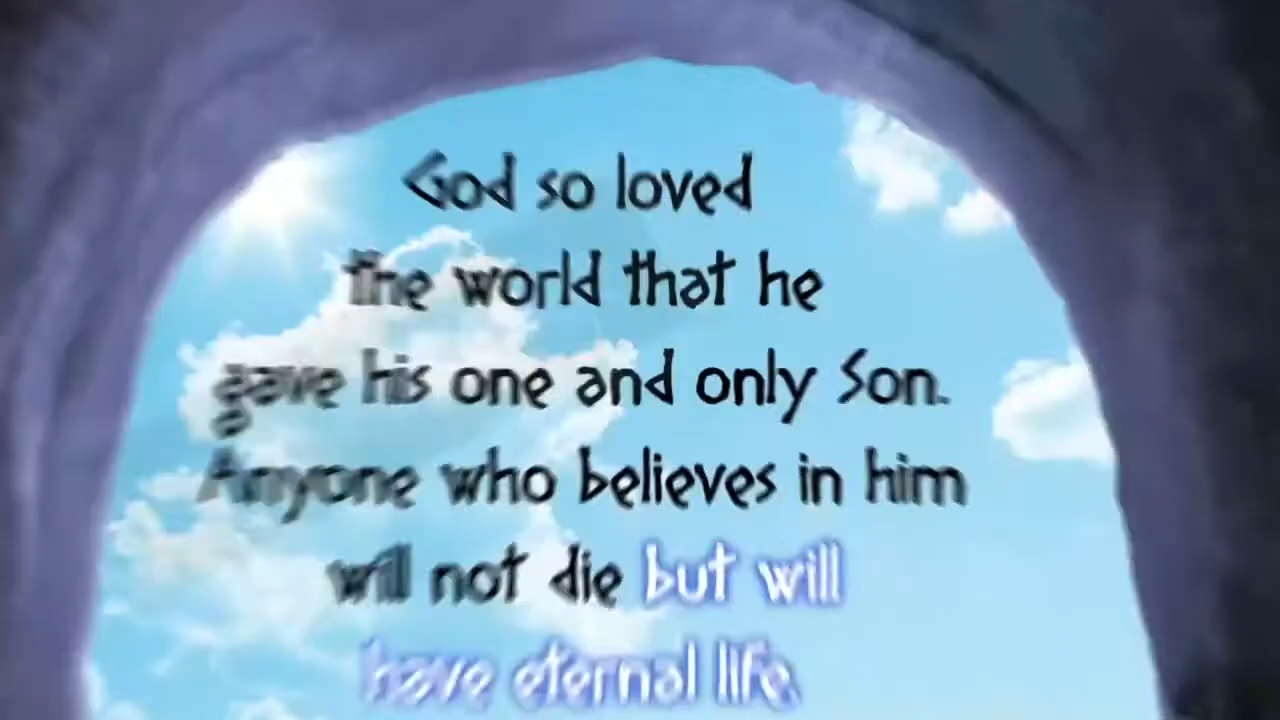 God so loved
the world that he
gave his one and only Son.
Anyone who believes in him
will not die but will
have eternal life.